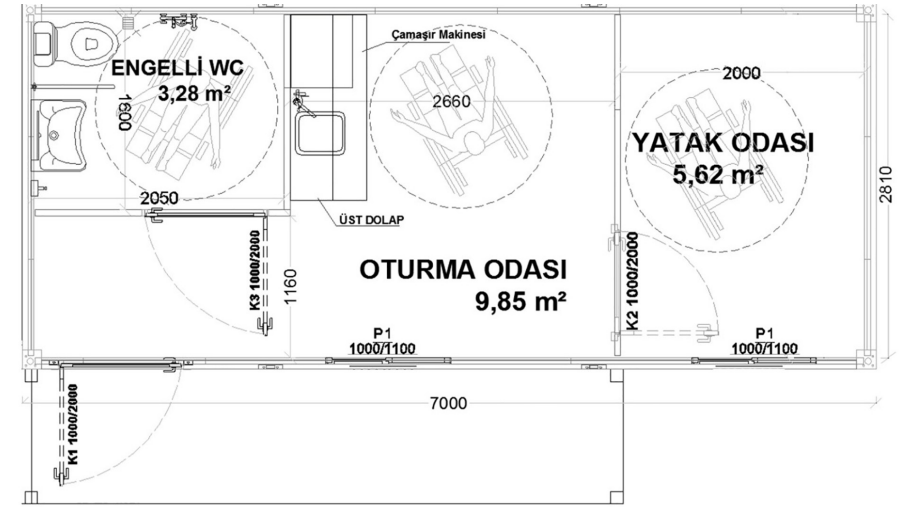 Çamaşır Makinesi
ENGELLİ WC
3,28 m²
1600
2050
2660
2000
YATAK ODASI
5,62 m²
2810
ÜST DOLAP
K3 1000/2000
1160
OTURMA ODASI
9,85 m²
K2 1000/2000
P1
1000/1100
P1
1000/1100
K1 1000/2000
7000